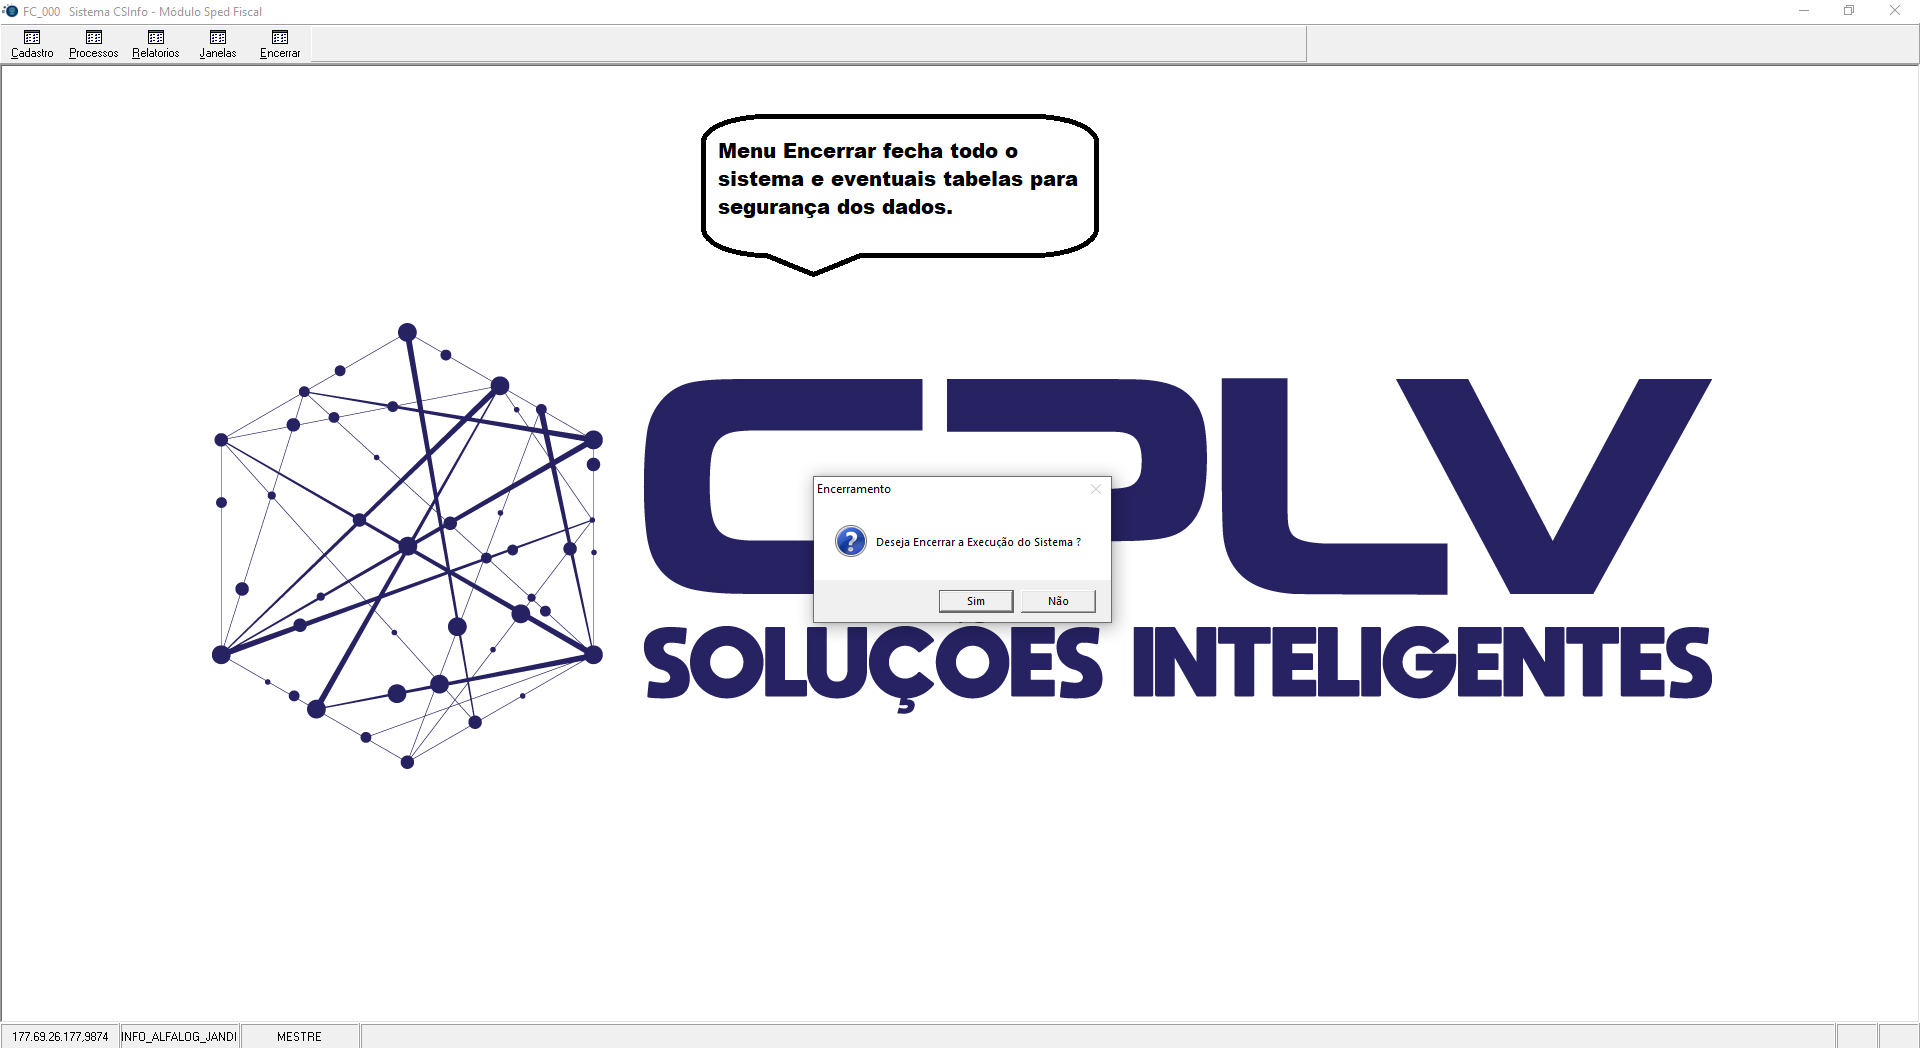 FC_000 Sistema CSInfo - Módulo Sped Fiscal
Cadastro Processos Relatorios Janelas Encerrar
Menu Encerrar fecha todo o
sistema e eventuais tabelas para
segurança dos dados.
CPLV
Encerramento
Deseja Encerrar a Execução do Sistema ?
Sim Não
SOLUÇÕES INTELIGENTES
177.69.26.177,9874 INFO_ALFALOG_JANDI MESTRE